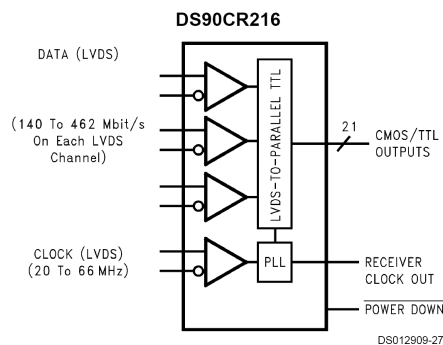 DS90CR216
DATA (LVDS)
(140 To 462 Mbit/s
On Each LVDS
Channel)
LVDS-TO-PARALLEL TTL
21
CMOS/TTL
OUTPUTS
CLOCK (LVDS)
(20 To 66 MHz)
PLL
RECEIVER
CLOCK OUT
POWER DOWN
DS012909-27